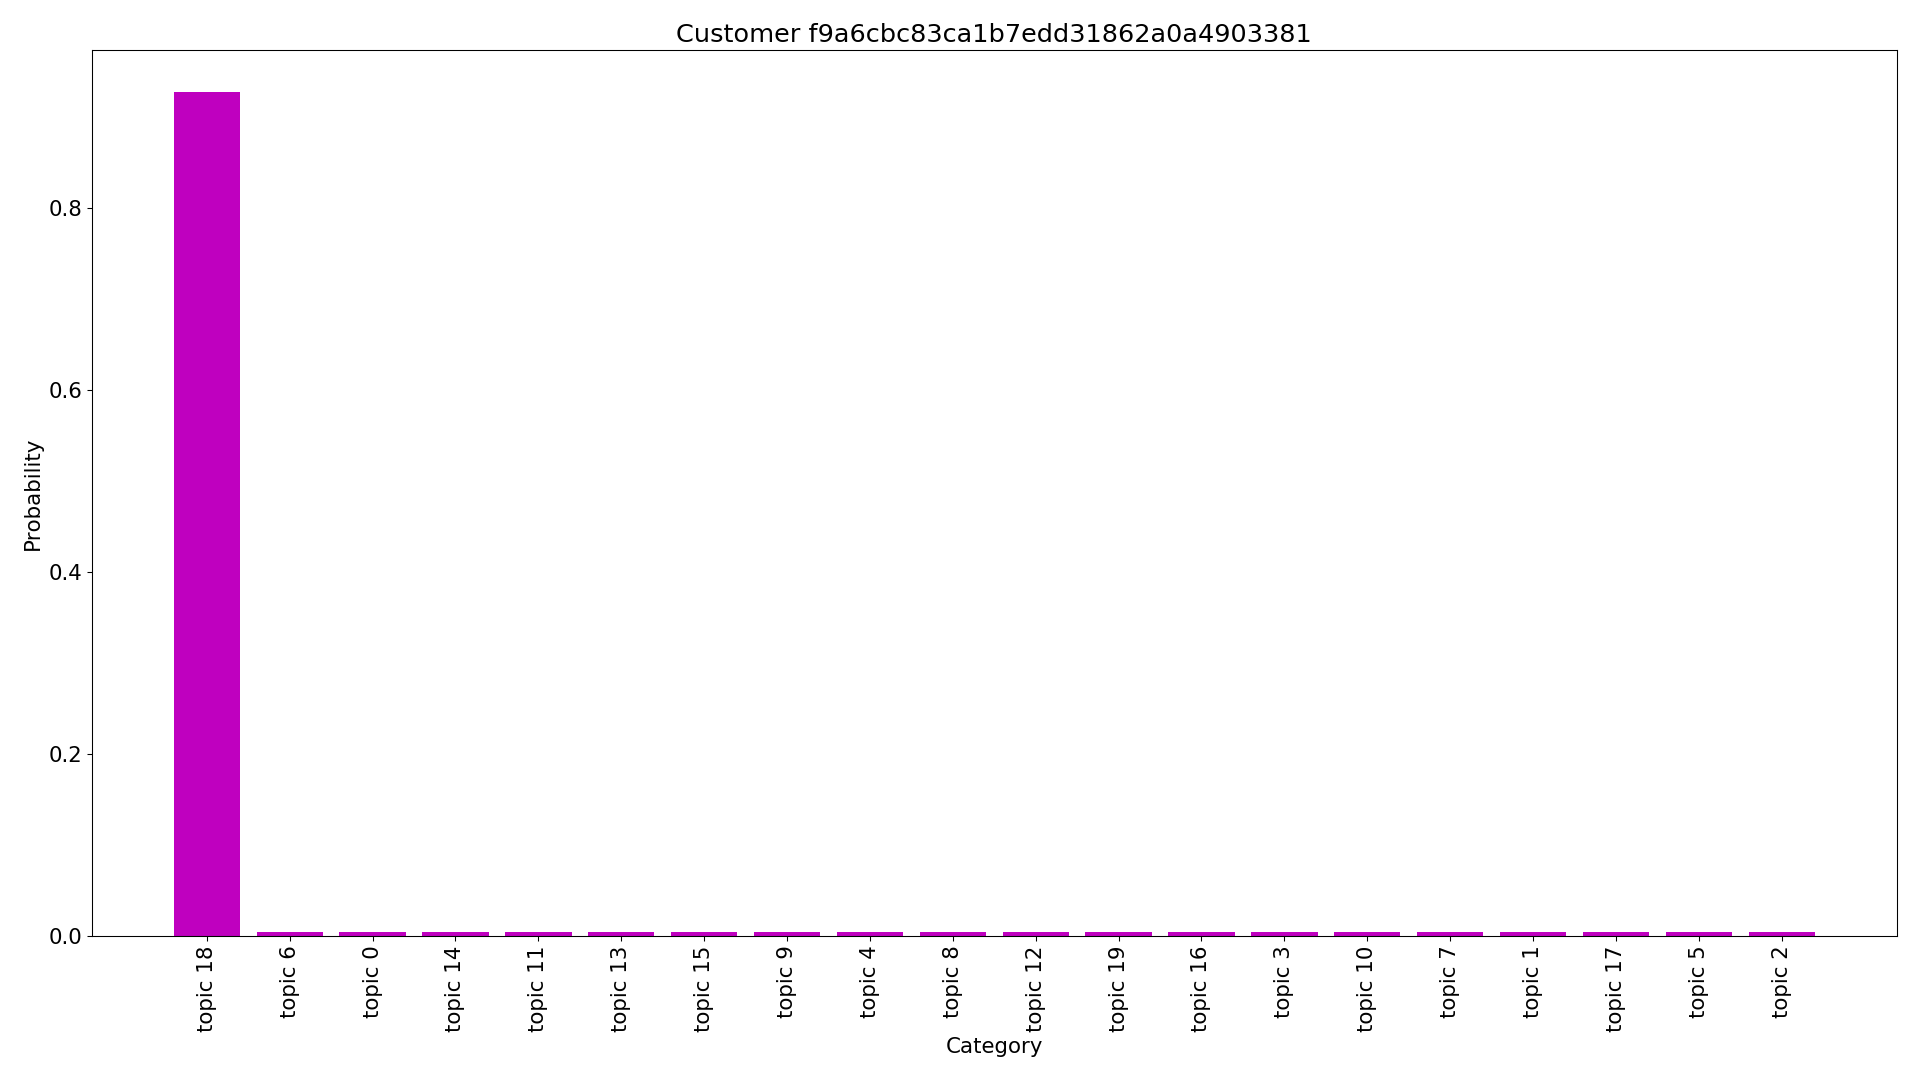 Customer f9a6cbc83ca1b7edd31862a0a4903381
0.8
0.6
0.4
0.2
0.0
Probability
topic 18
topic 6
topic 0
topic 14
topic 11
topic 13
topic 15
topic 9
topic 4
topic 8
topic 12
topic 19
topic 16
topic 3
topic 10
topic 7
topic 1
topic 17
topic 5
topic 2
Category